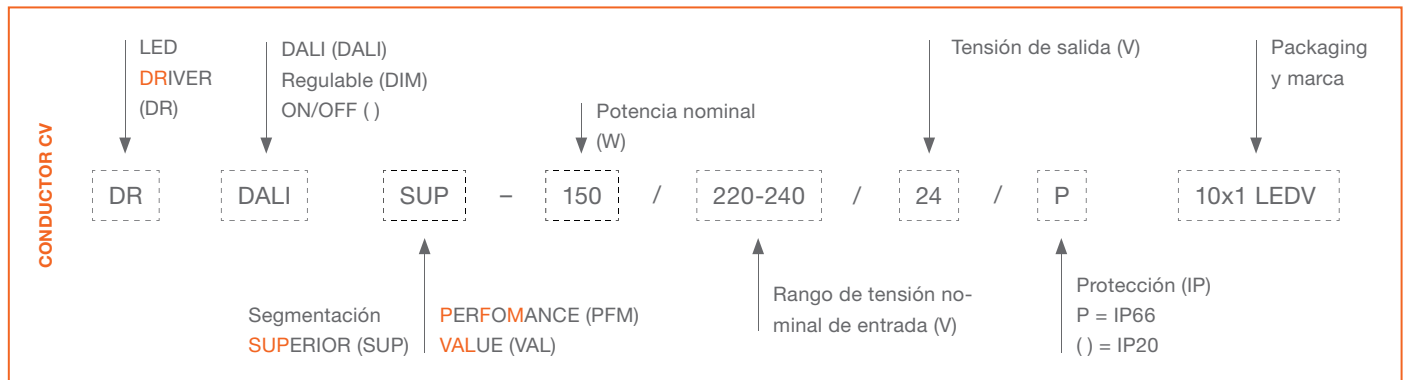 LED
DRIVER
(DR)
DALI (DALI)
Regulable (DIM)
ON/OFF ( )
Potencia nominal
(W)
Tensión de salida (V)
Packaging
y marca
CONDUCTOR CV
DR DALI SUP – 150 / 220-240 / 24 / P 10x1 LEDV
Segmentación
SUPERIOR (SUP)
PERFOMANCE (PFM)
VALUE (VAL)
Rango de tensión no-
minal de entrada (V)
Protección (IP)
P = IP66
( ) = IP20